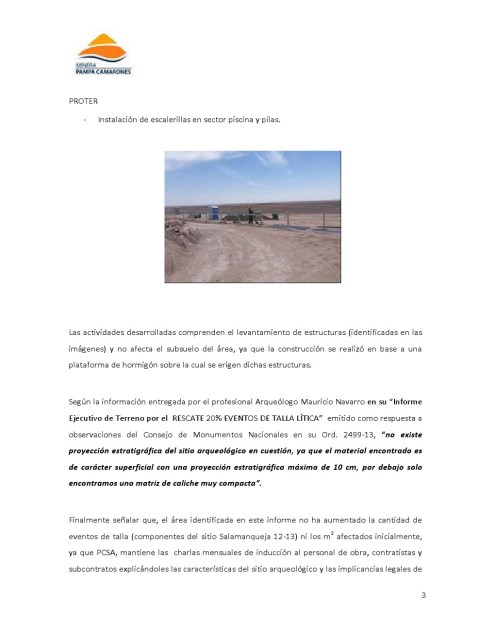 MINERA
PAMPA CAMARONES
PROTER
- Instalación de escalerillas en sector piscina y pilas.
Las actividades desarrolladas comprenden el levantamiento de estructuras (identificadas en las
imágenes) y no afecta el subsuelo del área, ya que la construcción se realizó en base a una
plataforma de hormigón sobre la cual se erigen dichas estructuras.
Según la información entregada por el profesional Arqueólogo Mauricio Navarro en su “Informe
Ejecutivo de Terreno por el RESCATE 20% EVENTOS DE TALLA LÍTICA” emitido como respuesta a
observaciones del Consejo de Monumentos Nacionales en su Ord. 2499-13, “no existe
proyección estratigráfica del sitio arqueológico en cuestión, ya que el material encontrado es
de carácter superficial con una proyección estratigráfica máxima de 10 cm, por debajo solo
encontramos una matriz de caliche muy compacta”.
Finalmente señalar que, el área identificada en este informe no ha aumentado la cantidad de
eventos de talla (componentes del sitio Salamanqueja 12-13) ni los m² afectados inicialmente,
ya que PCSA, mantiene las charlas mensuales de inducción al personal de obra, contratistas y
subcontratos explicándoles las características del sitio arqueológico y las implicancias legales de
3